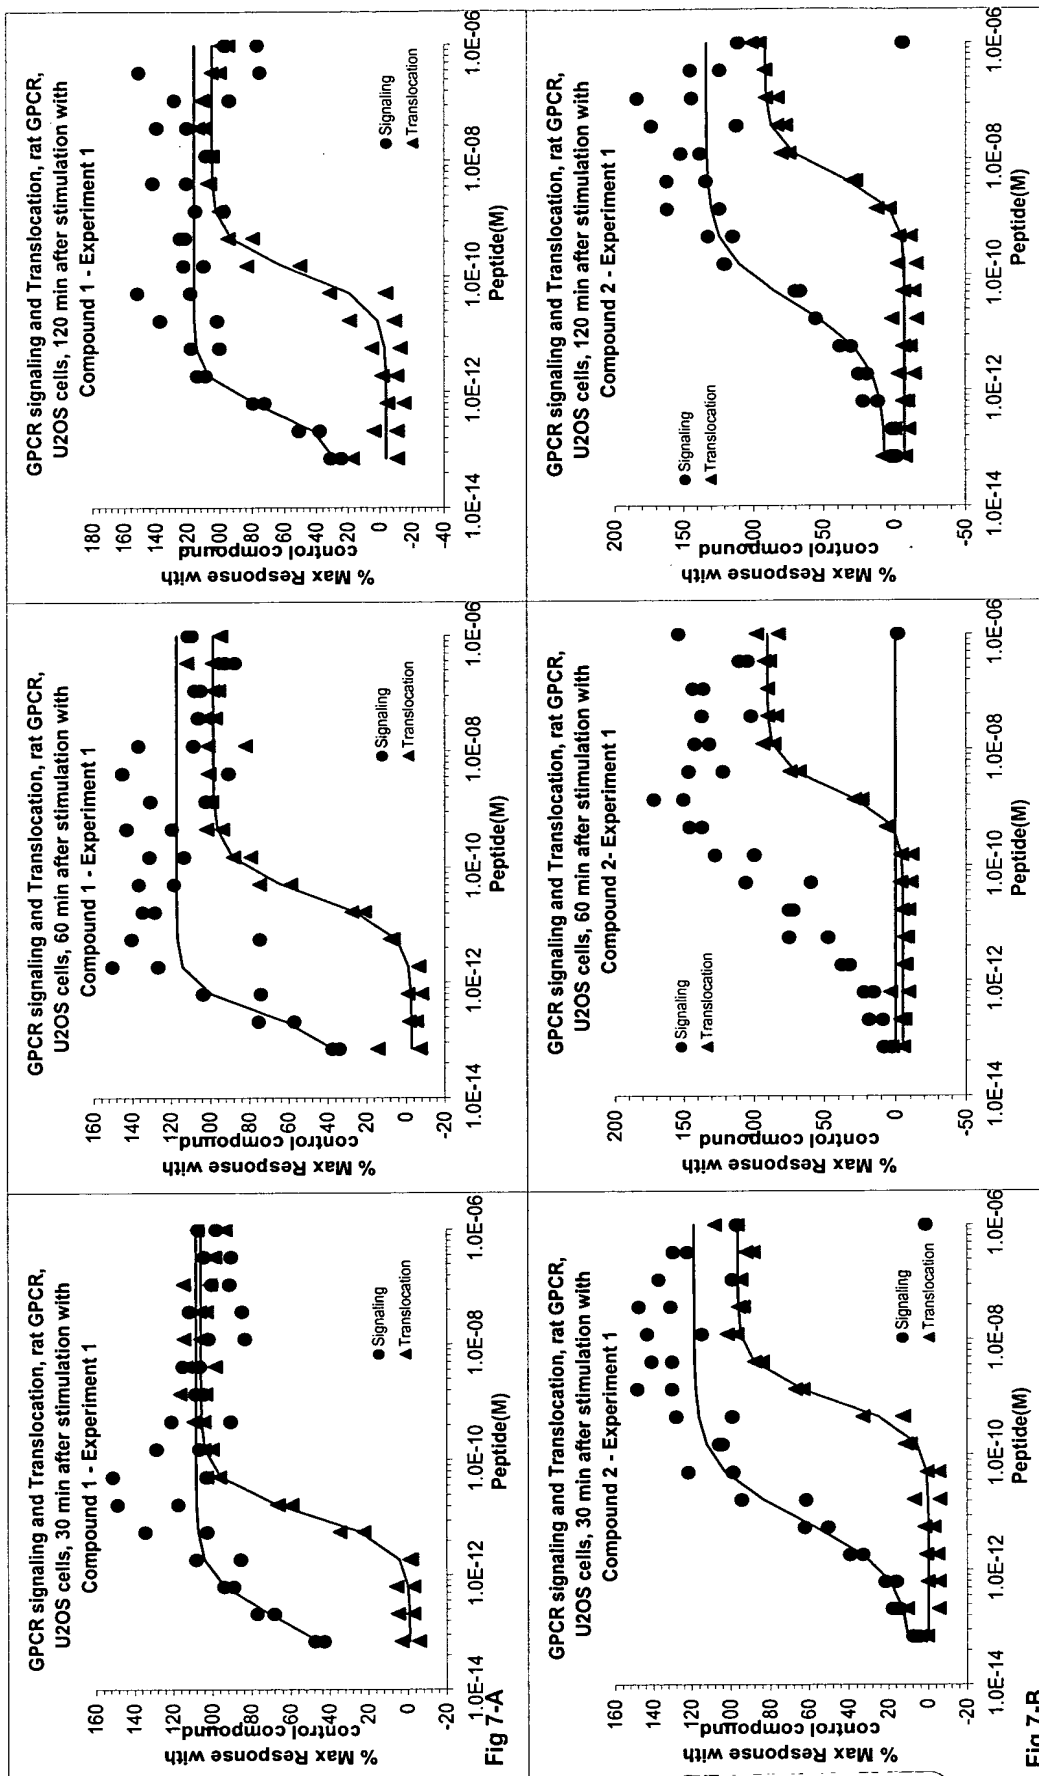 GPCR signaling and Translocation, rat GPCR,
U2OS cells, 30 min after stimulation with
Compound 1 - Experiment 1
% Max Response with
control compound
160
140
120
100
80
60
40
20
0
-20
1.0E-14
1.0E-12
1.0E-10
1.0E-08
1.0E-06
Peptide(M)
Signaling
Translocation
Fig 7-A
GPCR signaling and Translocation, rat GPCR,
U2OS cells, 60 min after stimulation with
Compound 1 - Experiment 1
% Max Response with
control compound
160
140
120
100
80
60
40
20
0
-20
1.0E-14
1.0E-12
1.0E-10
1.0E-08
1.0E-06
Peptide(M)
Signaling
Translocation
GPCR signaling and Translocation, rat GPCR,
U2OS cells, 120 min after stimulation with
Compound 1 - Experiment 1
% Max Response with
control compound
180
160
140
120
100
80
60
40
20
0
-20
-40
1.0E-14
1.0E-12
1.0E-10
1.0E-08
1.0E-06
Peptide(M)
Signaling
Translocation
GPCR signaling and Translocation, rat GPCR,
U2OS cells, 30 min after stimulation with
Compound 2 - Experiment 1
% Max Response with
control compound
160
140
120
100
80
60
40
20
0
-20
1.0E-14
1.0E-12
1.0E-10
1.0E-08
1.0E-06
Peptide(M)
Signaling
Translocation
Fig 7-B
GPCR signaling and Translocation, rat GPCR,
U2OS cells, 60 min after stimulation with
Compound 2- Experiment 1
% Max Response with
control compound
200
150
100
50
0
-50
1.0E-14
1.0E-12
1.0E-10
1.0E-08
1.0E-06
Peptide(M)
Signaling
Translocation
GPCR signaling and Translocation, rat GPCR,
U2OS cells, 120 min after stimulation with
Compound 2 - Experiment 1
% Max Response with
control compound
200
150
100
50
0
-50
1.0E-14
1.0E-12
1.0E-10
1.0E-08
1.0E-06
Peptide(M)
Signaling
Translocation